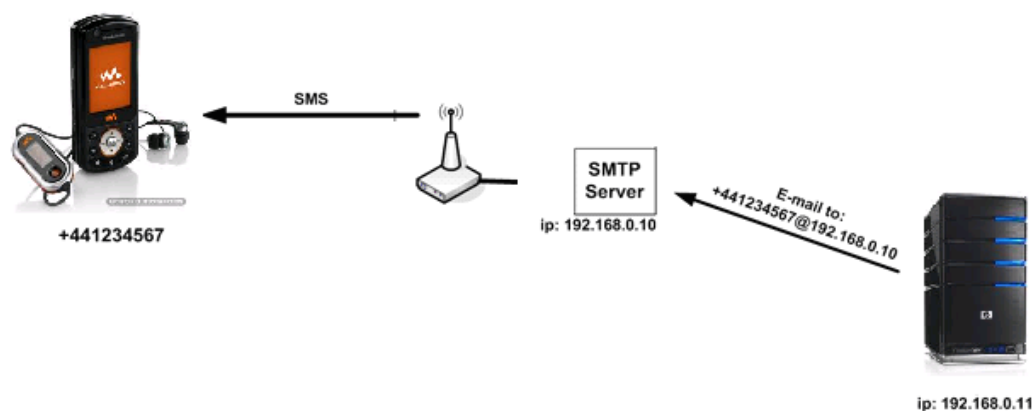 SMS
SMTP
Server
ip: 192.168.0.10
E-mail to:
+441234567@192.168.0.10
+441234567
ip: 192.168.0.11